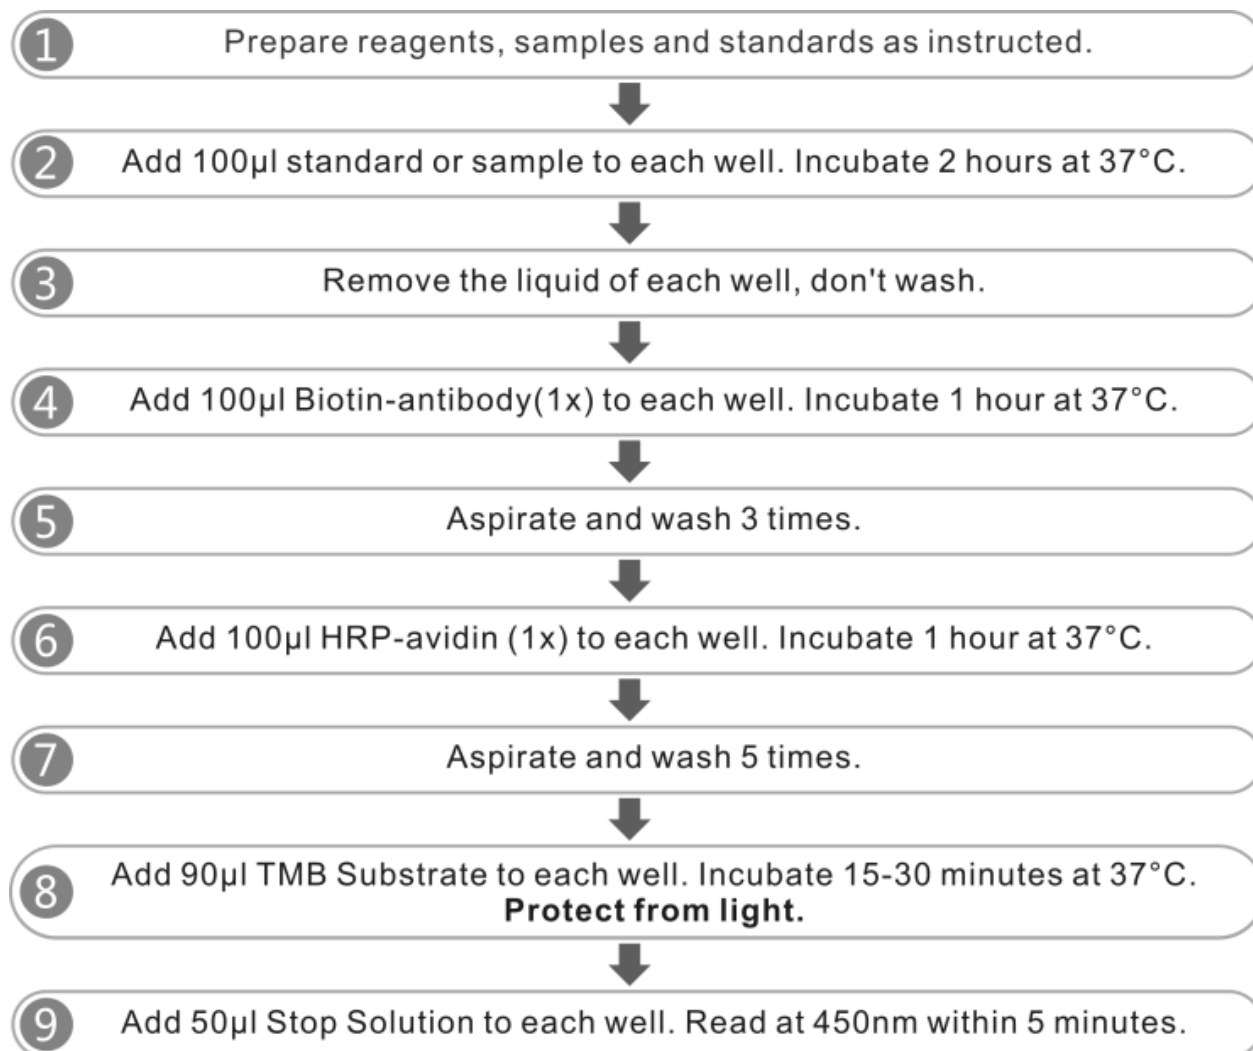 1 Prepare reagents, samples and standards as instructed.
2 Add 100µl standard or sample to each well. Incubate 2 hours at 37°C.
3 Remove the liquid of each well, don't wash.
4 Add 100µl Biotin-antibody(1x) to each well. Incubate 1 hour at 37°C.
5 Aspirate and wash 3 times.
6 Add 100µl HRP-avidin (1x) to each well. Incubate 1 hour at 37°C.
7 Aspirate and wash 5 times.
8 Add 90µl TMB Substrate to each well. Incubate 15-30 minutes at 37°C.
Protect from light.
9 Add 50µl Stop Solution to each well. Read at 450nm within 5 minutes.